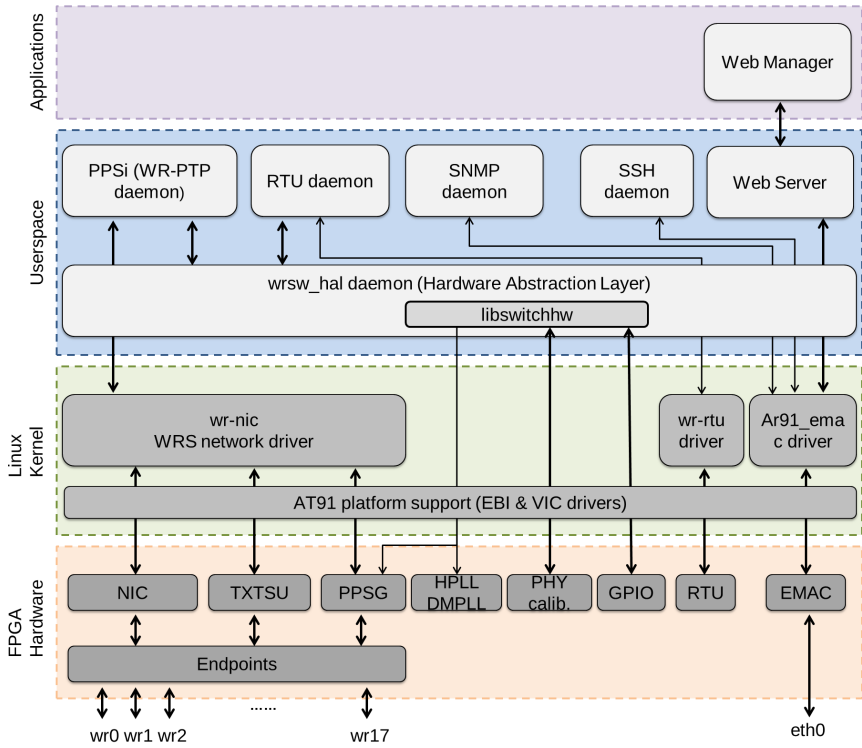 Applications
Web Manager
Userspace
PPSi (WR-PTP
daemon)
RTU daemon
SNMP
daemon
SSH
daemon
Web Server
wrsw_hal daemon (Hardware Abstraction Layer)
libswitchhw
Linux
Kernel
wr-nic
WRS network driver
wr-rtu
driver
Ar91_ema
c driver
AT91 platform support (EBI & VIC drivers)
FPGA
Hardware
NIC
TXTSU
PPSG
HPLL
DMPLL
PHY
calib.
GPIO
RTU
EMAC
Endpoints
......
wr0 wr1 wr2
wr17
eth0